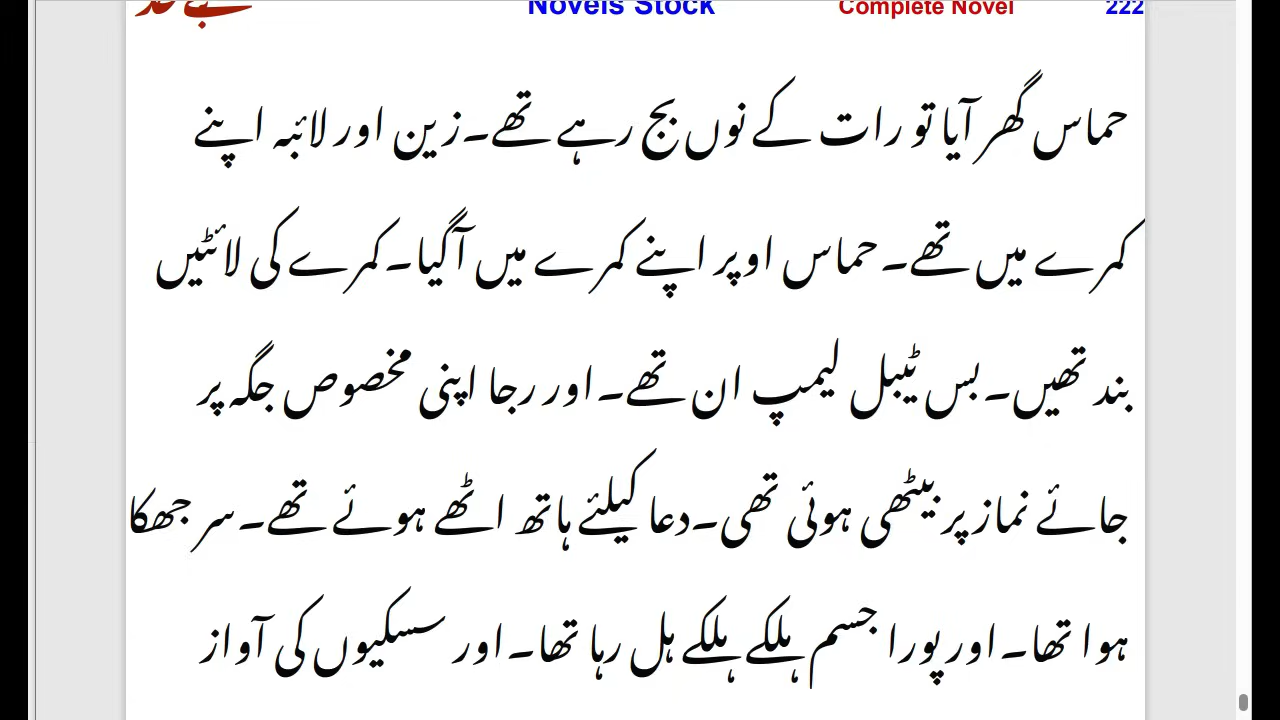 Novels Stock Complete Novel 222
حماس گھر آیا تو رات کے نوں بج رہے تھے۔زین اور لائبہ اپنے
کمرے میں تھے۔حماس اوپر اپنے کمرے میں آگیا۔کمرے کی لائٹیں
بند تھیں۔بس ٹیبل لیمپ ان تھے۔اور رجا اپنی مخصوص جگہ پر
جائے نماز پر بیٹھی ہوئی تھی۔دعا کیلئے ہاتھ اٹھے ہوئے تھے۔سر جھکا
ہوا تھا۔اور پورا جسم ہلکے ہلکے ہل رہا تھا۔اور سسکیوں کی آواز